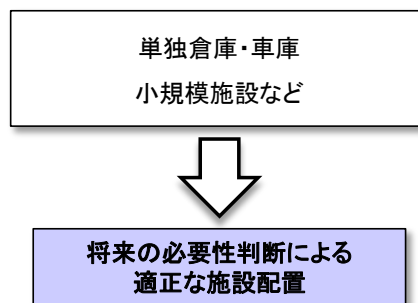 単独倉庫・車庫
小規模施設など
将来の必要性判断による
適正な施設配置